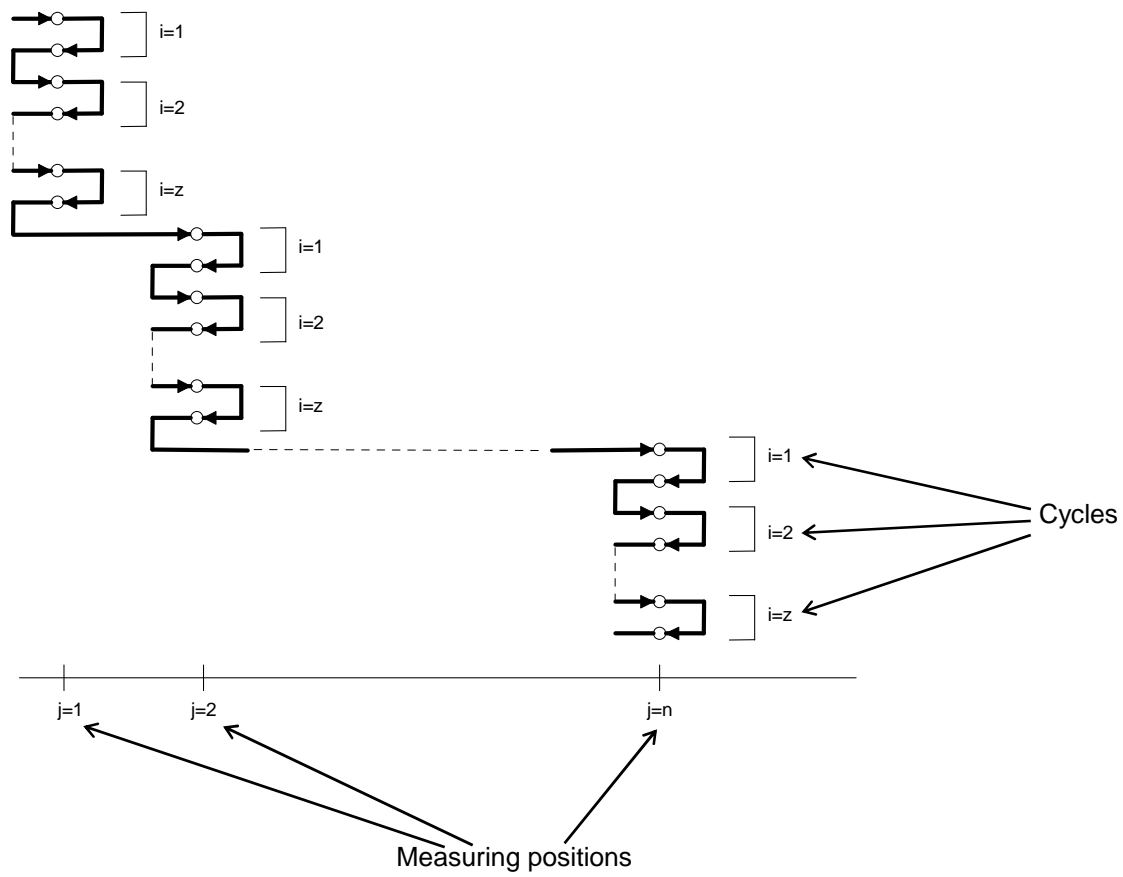 i=1
i=2
i=z
i=1
i=2
i=z
i=1
i=2
i=z
Cycles
j=1
j=2
j=n
Measuring positions